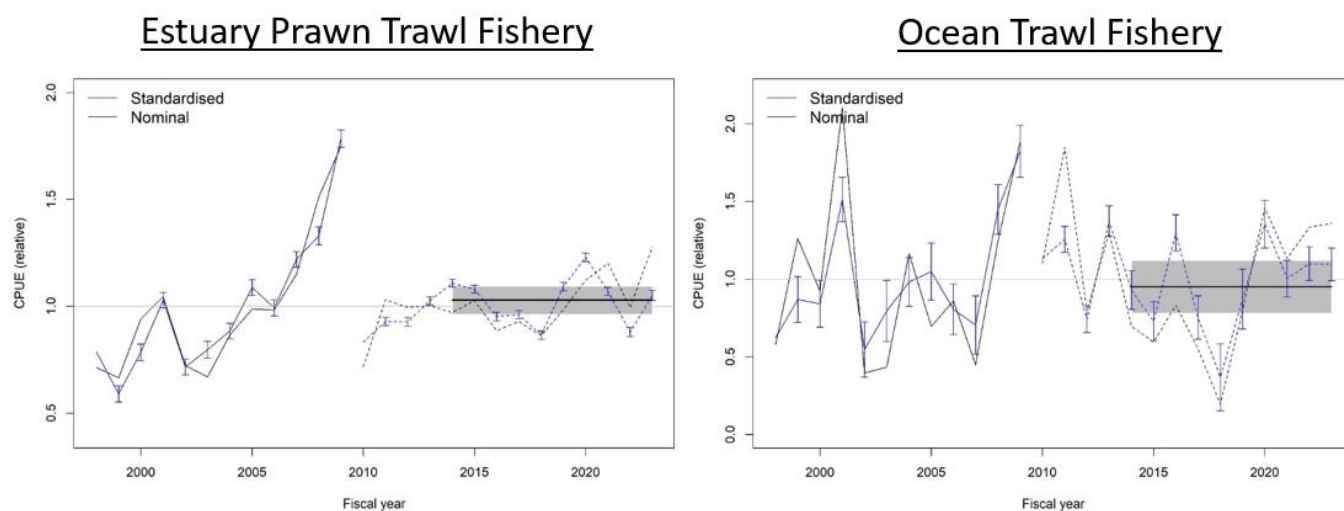 Estuary Prawn Trawl Fishery
Standardised
Nominal
CPUE (relative)
2.0
1.5
1.0
0.5
2000
2005
2010
2015
2020
Fiscal year
Ocean Trawl Fishery
Standardised
Nominal
CPUE (relative)
2.0
1.5
1.0
0.5
0.0
2000
2005
2010
2015
2020
Fiscal year